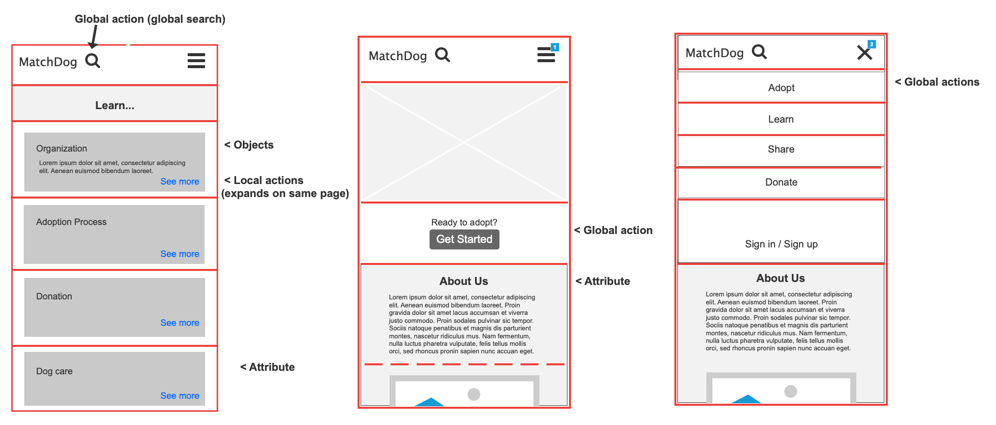 Global action (global search)
MatchDog
Learn...
Organization
Lorem ipsum dolor sit amet, consectetur adipiscing
elit. Aenean euismod bibendum laoreet.
See more
Adoption Process
See more
Donation
See more
Dog care
See more
< Objects
< Local actions
(expands on same page)
< Attribute
MatchDog
1
Ready to adopt?
Get Started
About Us
Lorem ipsum dolor sit amet, consectetur adipiscing
elit. Aenean euismod bibendum laoreet. Proin
gravida dolor sit amet lacus accumsan et viverra
justo commodo. Proin sodales pulvinar sic tempor.
Sociis natoque penatibus et magnis dis parturient
montes, nascetur ridiculus mus. Nam fermentum,
nulla luctus pharetra vulputate, felis tellus mollis
orci, sed rhoncus pronin sapien nunc accuan eget.
< Global action
< Attribute
MatchDog
2
Adopt
Learn
Share
Donate
Sign in / Sign up
About Us
Lorem ipsum dolor sit amet, consectetur adipiscing
elit. Aenean euismod bibendum laoreet. Proin
gravida dolor sit amet lacus accumsan et viverra
justo commodo. Proin sodales pulvinar sic tempor.
Sociis natoque penatibus et magnis dis parturient
montes, nascetur ridiculus mus. Nam fermentum,
nulla luctus pharetra vulputate, felis tellus mollis
orci, sed rhoncus pronin sapien nunc accuan eget.
< Global actions